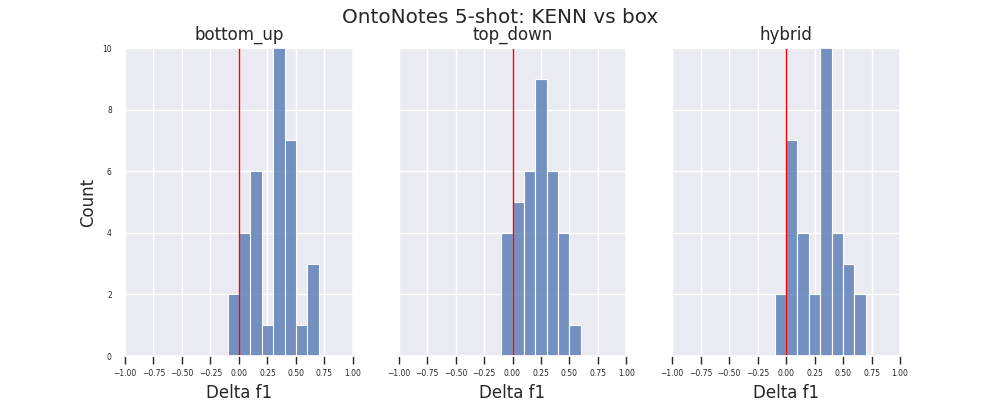 OntoNotes 5-shot: KENN vs box
bottom_up top_down hybrid
10
8
6
4
2
0
Count
−1.00 −0.75 −0.50 −0.25 0.00 0.25 0.50 0.75 1.00 −1.00 −0.75 −0.50 −0.25 0.00 0.25 0.50 0.75 1.00 −1.00 −0.75 −0.50 −0.25 0.00 0.25 0.50 0.75 1.00
Delta f1 Delta f1 Delta f1